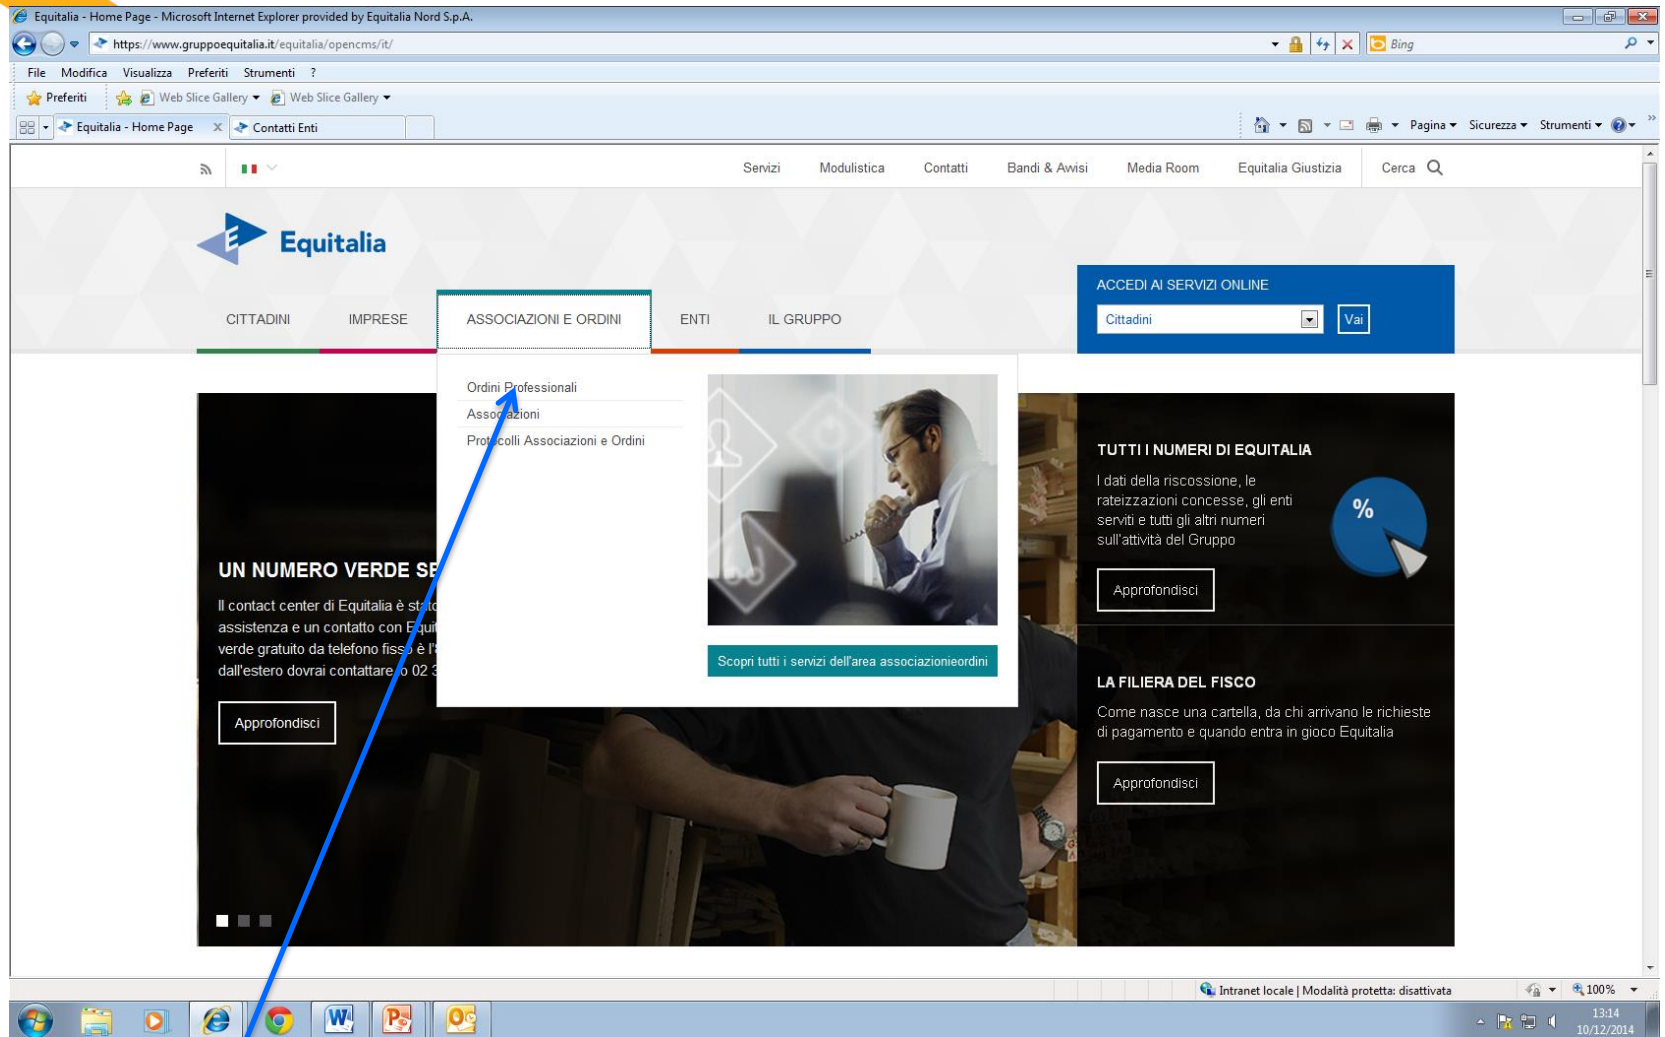 Equitalia - Home Page - Microsoft Internet Explorer provided by Equitalia Nord S.p.A.
https://www.gruppoequitalia.it/equitalia/opencms/it/
Bing
File Modifica Visualizza Preferiti Strumenti ?
Preferiti Web Slice Gallery Web Slice Gallery
Equitalia - Home Page X Contatti Enti
Pagina Sicurezza Strumenti
Servizi Modulistica Contatti Bandi & Avvisi Media Room Equitalia Giustizia Cerca
Equitalia
ACCEDI AI SERVIZI ONLINE
Cittadini Vai
CITTADINI IMPRESE ASSOCIAZIONI E ORDINI ENTI IL GRUPPO
Ordini Professionali
Associazioni
Protocolli Associazioni e Ordini
Scopri tutti i servizi dell'area associazionieordini
UN NUMERO VERDE SE
Il contact center di Equitalia è stato
assistenza e un contatto con Equit
verde gratuito da telefono fisso è l'
dall'estero dovrai contattare lo 02 3
Approfondisci
TUTTI I NUMERI DI EQUITALIA
I dati della riscossione, le
rateizzazioni concesse, gli enti
serviti e tutti gli altri numeri
sull'attività del Gruppo
%
Approfondisci
LA FILIERA DEL FISCO
Come nasce una cartella, da chi arrivano le richieste
di pagamento e quando entra in gioco Equitalia
Approfondisci
Intranet locale | Modalità protetta: disattivata
100%
13:14
10/12/2014